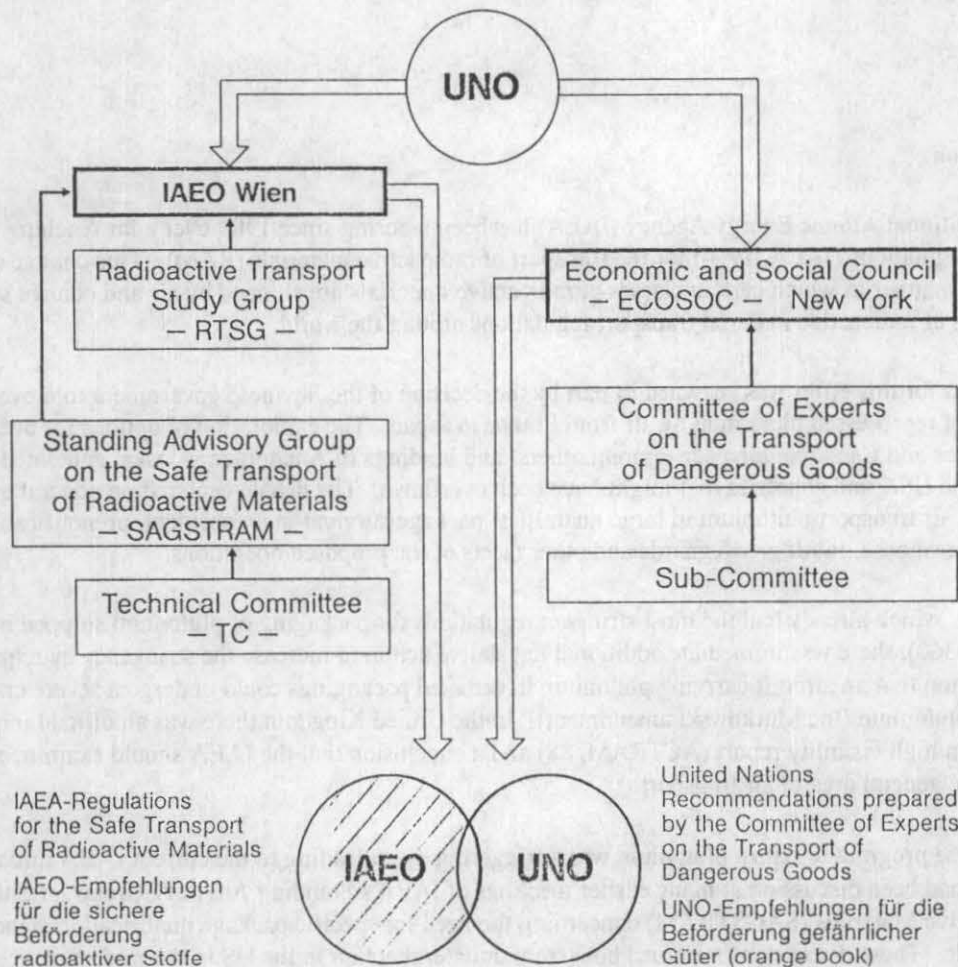 UNO
IAEO Wien
Radioactive Transport
Study Group
— RTSG —
Standing Advisory Group
on the Safe Transport
of Radioactive Materials
— SAGSTRAM —
Technical Committee
— TC —
Economic and Social Council
— ECOSOC — New York
Committee of Experts
on the Transport
of Dangerous Goods
Sub-Committee
IAEA-Regulations
for the Safe Transport
of Radioactive Materials
IAEO-Empfehlungen
für die sichere
Beförderung
radioaktiver Stoffe
IAEO
UNO
United Nations
Recommendations prepared
by the Committee of Experts
on the Transport of
Dangerous Goods
UNO-Empfehlungen für die
Beförderung gefährlicher
Güter (orange book)